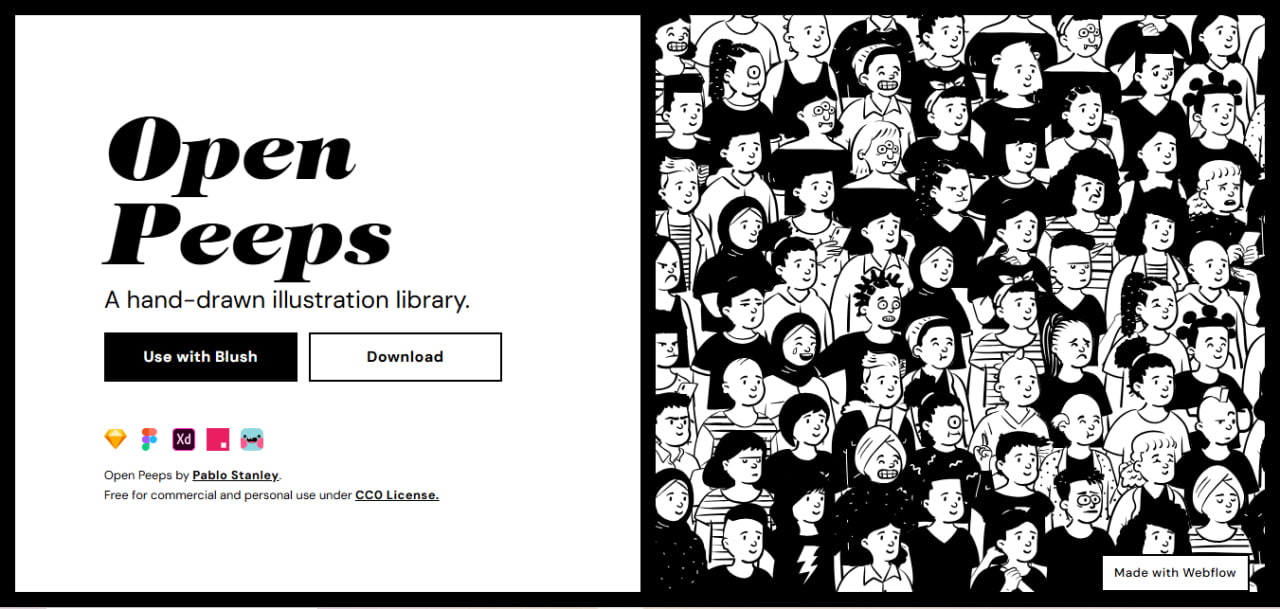 Open
Peeps
A hand-drawn illustration library.
Use with Blush
Download
Xd
Open Peeps by Pablo Stanley.
Free for commercial and personal use under CC0 License.
Made with Webflow